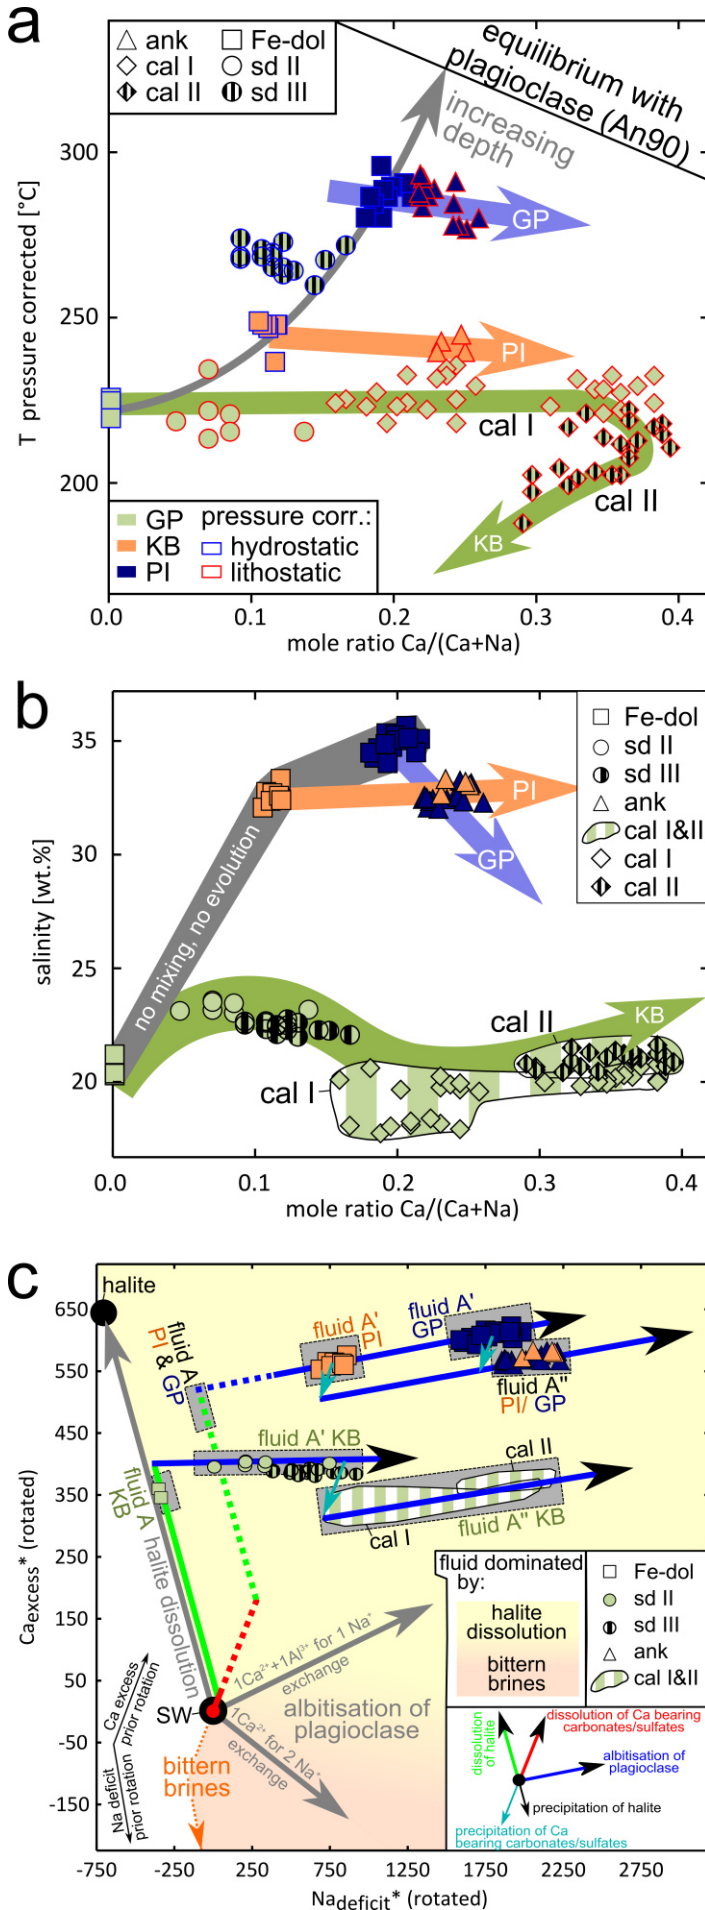 a
ank
Fe-dol
cal I
sd II
cal II
sd III
equilibrium with
plagioclase (An90)
increasing
depth
300
250
200
T pressure corrected [°C]
GP
PI
cal I
cal II
KB
GP
KB
PI
pressure corr.:
hydrostatic
lithostatic
0.0
0.1
0.2
0.3
0.4
mole ratio Ca/(Ca+Na)
b
35
35
25
20
salinity [wt.%]
Fe-dol
sd II
sd III
ank
cal I&II
cal I
cal II
no mixing, no evolution
PI
GP
KB
cal II
cal I
0.0
0.1
0.2
0.3
0.4
mole ratio Ca/(Ca+Na)
c
halite
650
550
450
350
250
150
50
-50
-150
Caexcess* (rotated)
fluid A
PI & GP
fluid A'
PI
fluid A'
GP
fluid A"
PI/ GP
fluid A' KB
fluid A
KB
cal II
cal I
fluid A" KB
halite dissolution
SW
1Ca2++1Al3+ for 1 Na+
exchange
albitisation of
plagioclase
1Ca2+ for 2 Na+
exchange
bittern
brines
Ca excess
prior rotation
Na deficit
prior rotation
fluid dominated
by:
halite
dissolution
bittern
brines
Fe-dol
sd II
sd III
ank
cal I&II
dissolution of Ca bearing
carbonates/sulfates
dissolution
of halite
albitisation of
plagioclase
precipitation of halite
precipitation of Ca
bearing carbonates/sulfates
-750
-250
250
750
1250
1750
2250
2750
Nadeficit* (rotated)